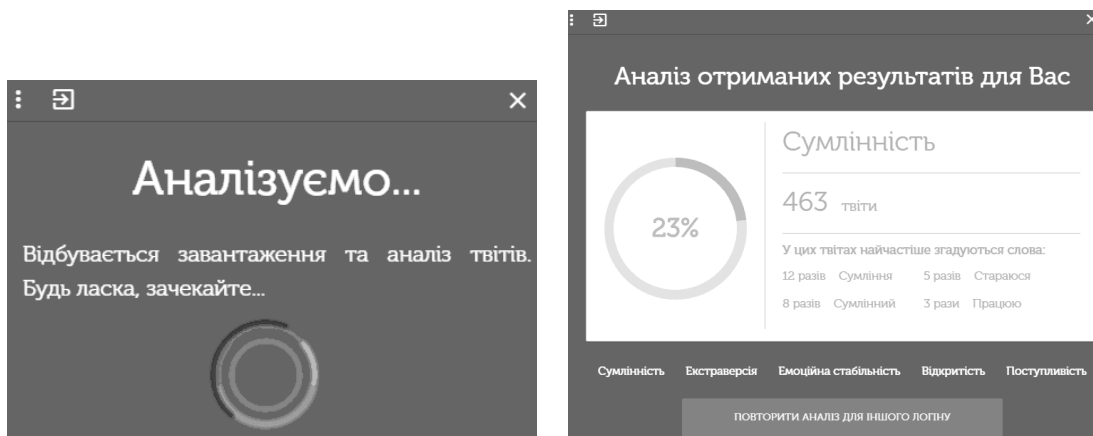 Аналізуємо...
Відбувається завантаження та аналіз твітів.
Будь ласка, зачекайте...
Аналіз отриманих результатів для Вас
23%
Сумлінність
463 твіти
У цих твітах найчастіше згадуються слова:
12 разів Сумління 5 разів Стараюся
8 разів Сумлінний 3 рази Працюю
Сумлінність Екстраверсія Емоційна стабільність Відкритість Поступливість
ПОВТОРИТИ АНАЛІЗ ДЛЯ ІНШОГО ЛОГІНУ